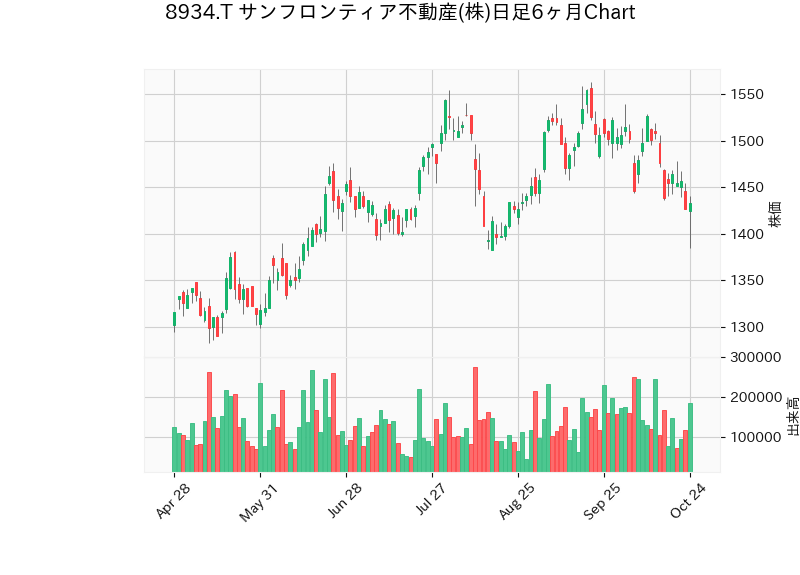 8934.T サンフロンティア不動産(株)日足6ヶ月Chart
1550
1500
1450
1400
1350
1300
株価
300000
200000
100000
出来高
Apr 28
May 31
Jun 28
Jul 27
Aug 25
Sep 25
Oct 24